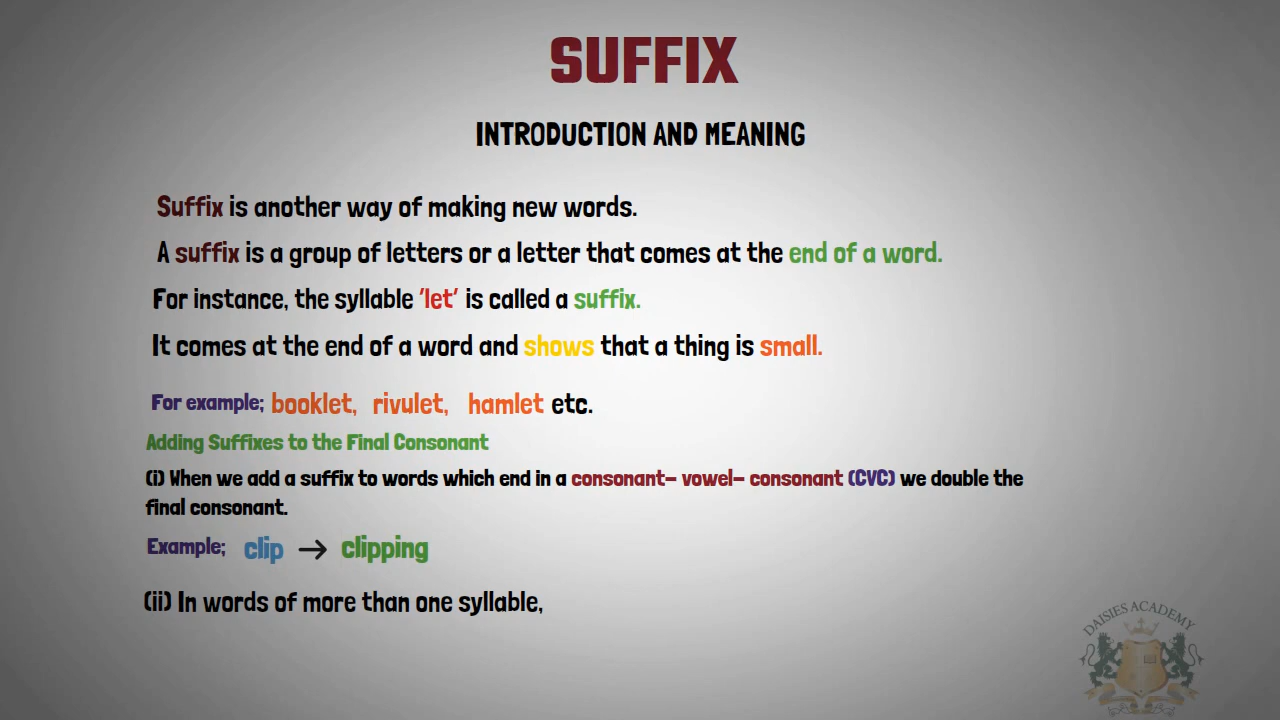 SUFFIX
INTRODUCTION AND MEANING
Suffix is another way of making new words.
A suffix is a group of letters or a letter that comes at the end of a word.
For instance, the syllable 'let' is called a suffix.
It comes at the end of a word and shows that a thing is small.
For example; booklet, rivulet, hamlet etc.
Adding Suffixes to the Final Consonant
(i) When we add a suffix to words which end in a consonant- vowel- consonant (CVC) we double the
final consonant.
Example; clip → clipping
(ii) In words of more than one syllable,
DAISIES ACADEMY